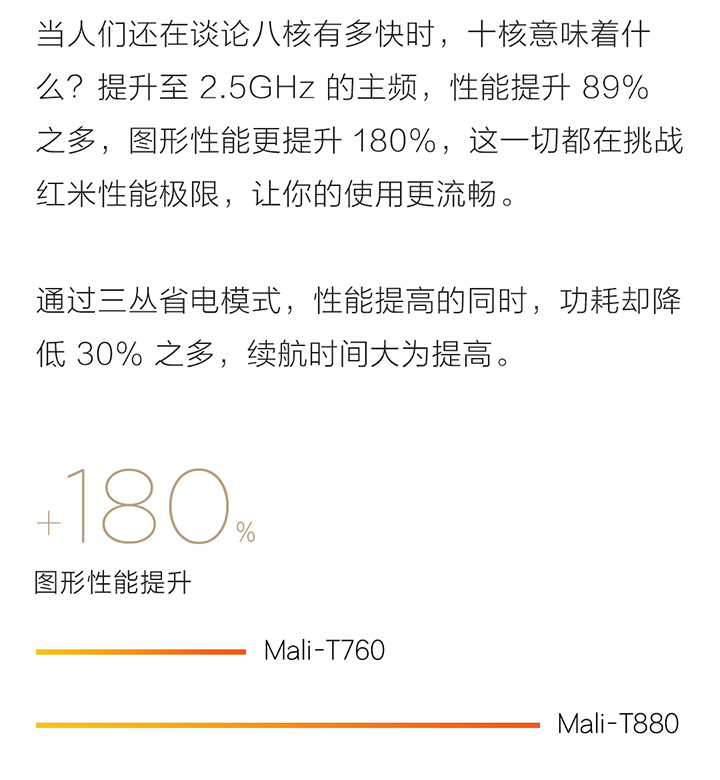 当人们还在谈论八核有多快时，十核意味着什
么？提升至 2.5GHz 的主频，性能提升 89%
之多，图形性能更提升 180%，这一切都在挑战
红米性能极限，让你的使用更流畅。
通过三丛省电模式，性能提高的同时，功耗却降
低 30% 之多，续航时间大为提高。
+180%
图形性能提升
Mali-T760
Mali-T880